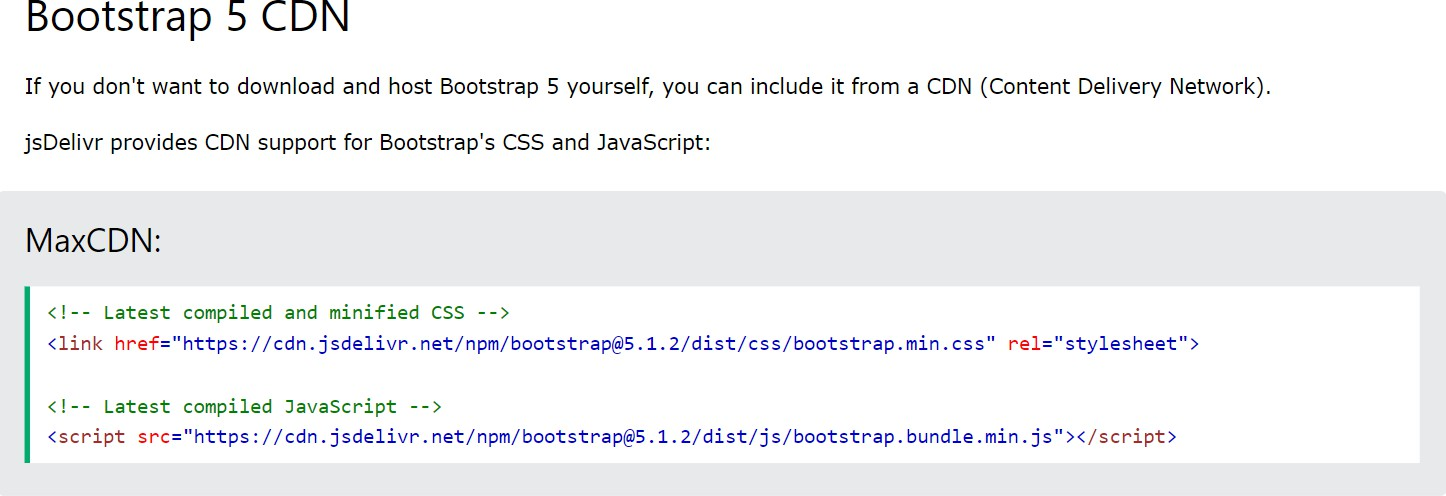 Bootstrap 5 CDN
If you don't want to download and host Bootstrap 5 yourself, you can include it from a CDN (Content Delivery Network).
jsDelivr provides CDN support for Bootstrap's CSS and JavaScript:
MaxCDN:
<!-- Latest compiled and minified CSS -->
<link href="https://cdn.jsdelivr.net/npm/bootstrap@5.1.2/dist/css/bootstrap.min.css" rel="stylesheet">
<!-- Latest compiled JavaScript -->
<script src="https://cdn.jsdelivr.net/npm/bootstrap@5.1.2/dist/js/bootstrap.bundle.min.js"></script>